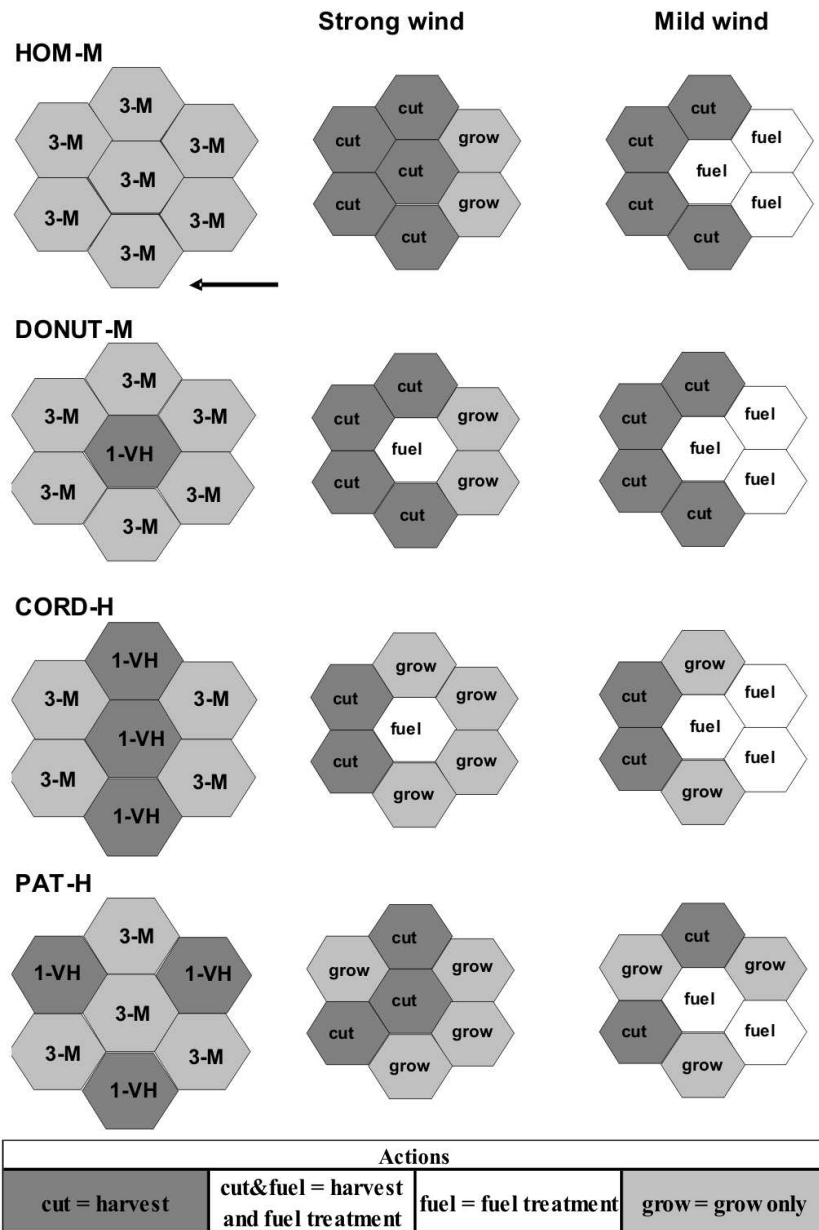 Strong wind Mild wind
HOM-M
3-M cut cut
3-M 3-M cut grow cut fuel
3-M cut fuel
3-M 3-M cut grow cut fuel
3-M cut cut
DONUT-M
3-M cut cut
3-M 3-M cut grow cut fuel
1-VH fuel fuel
3-M 3-M cut grow cut fuel
3-M cut cut
CORD-H
1-VH grow grow
3-M 3-M cut grow cut fuel
1-VH fuel fuel
3-M 3-M cut grow cut fuel
1-VH grow grow
PAT-H
3-M cut cut
1-VH 1-VH grow grow grow grow
3-M cut fuel
3-M 3-M cut grow cut fuel
1-VH grow grow
Actions
cut = harvest cut&fuel = harvest and fuel treatment fuel = fuel treatment grow = grow only